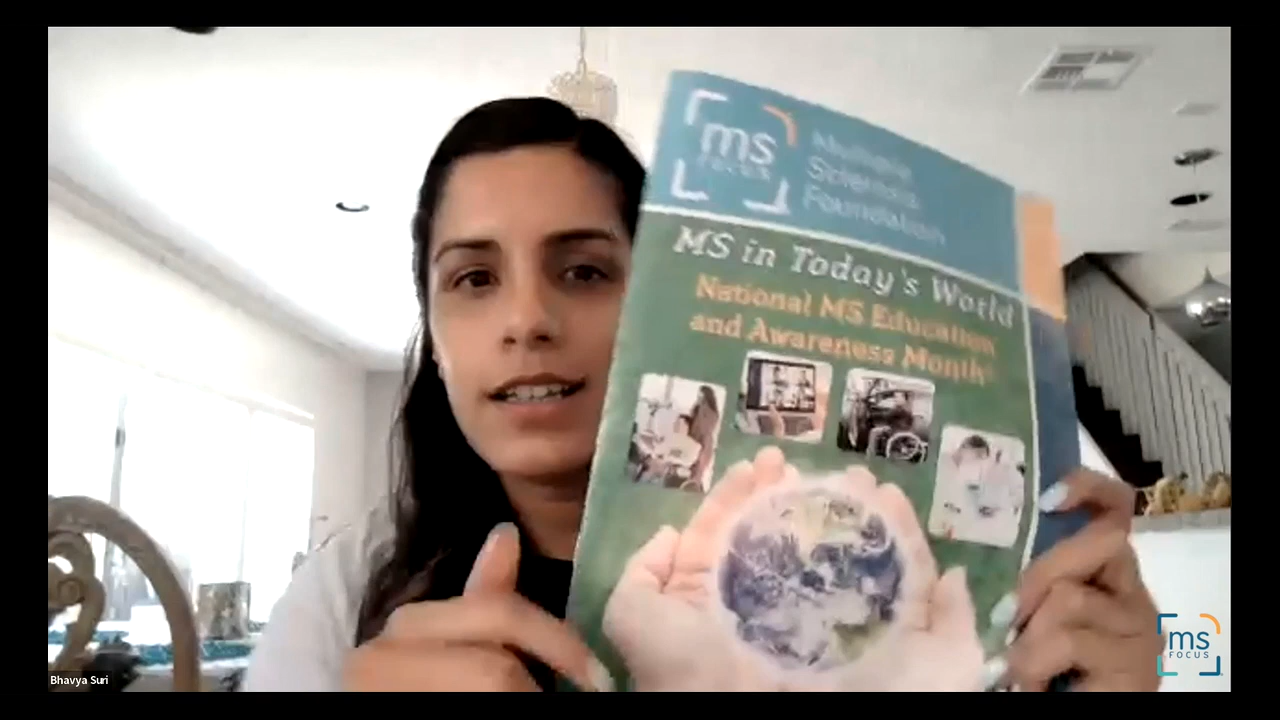 ms
FOCUS
Multiple
Sclerosis
Foundation
MS in Today's World
National MS Education
and Awareness Month®
Bhavya Suri
ms
FOCUS